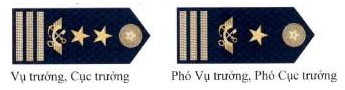 Vụ trưởng, Cục trưởng
Phó Vụ trưởng, Phó Cục trưởng